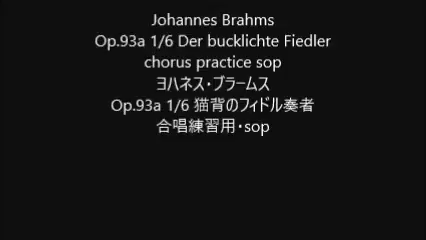 Johannes Brahms
Op.93a 1/6 Der bucklichte Fiedler
chorus practice sop
ﾖﾊﾈｽ･ﾌﾞﾗｰﾑｽ
Op.93a 1/6 猫背のﾌｨﾄﾞﾙ奏者
合唱練習用･sop